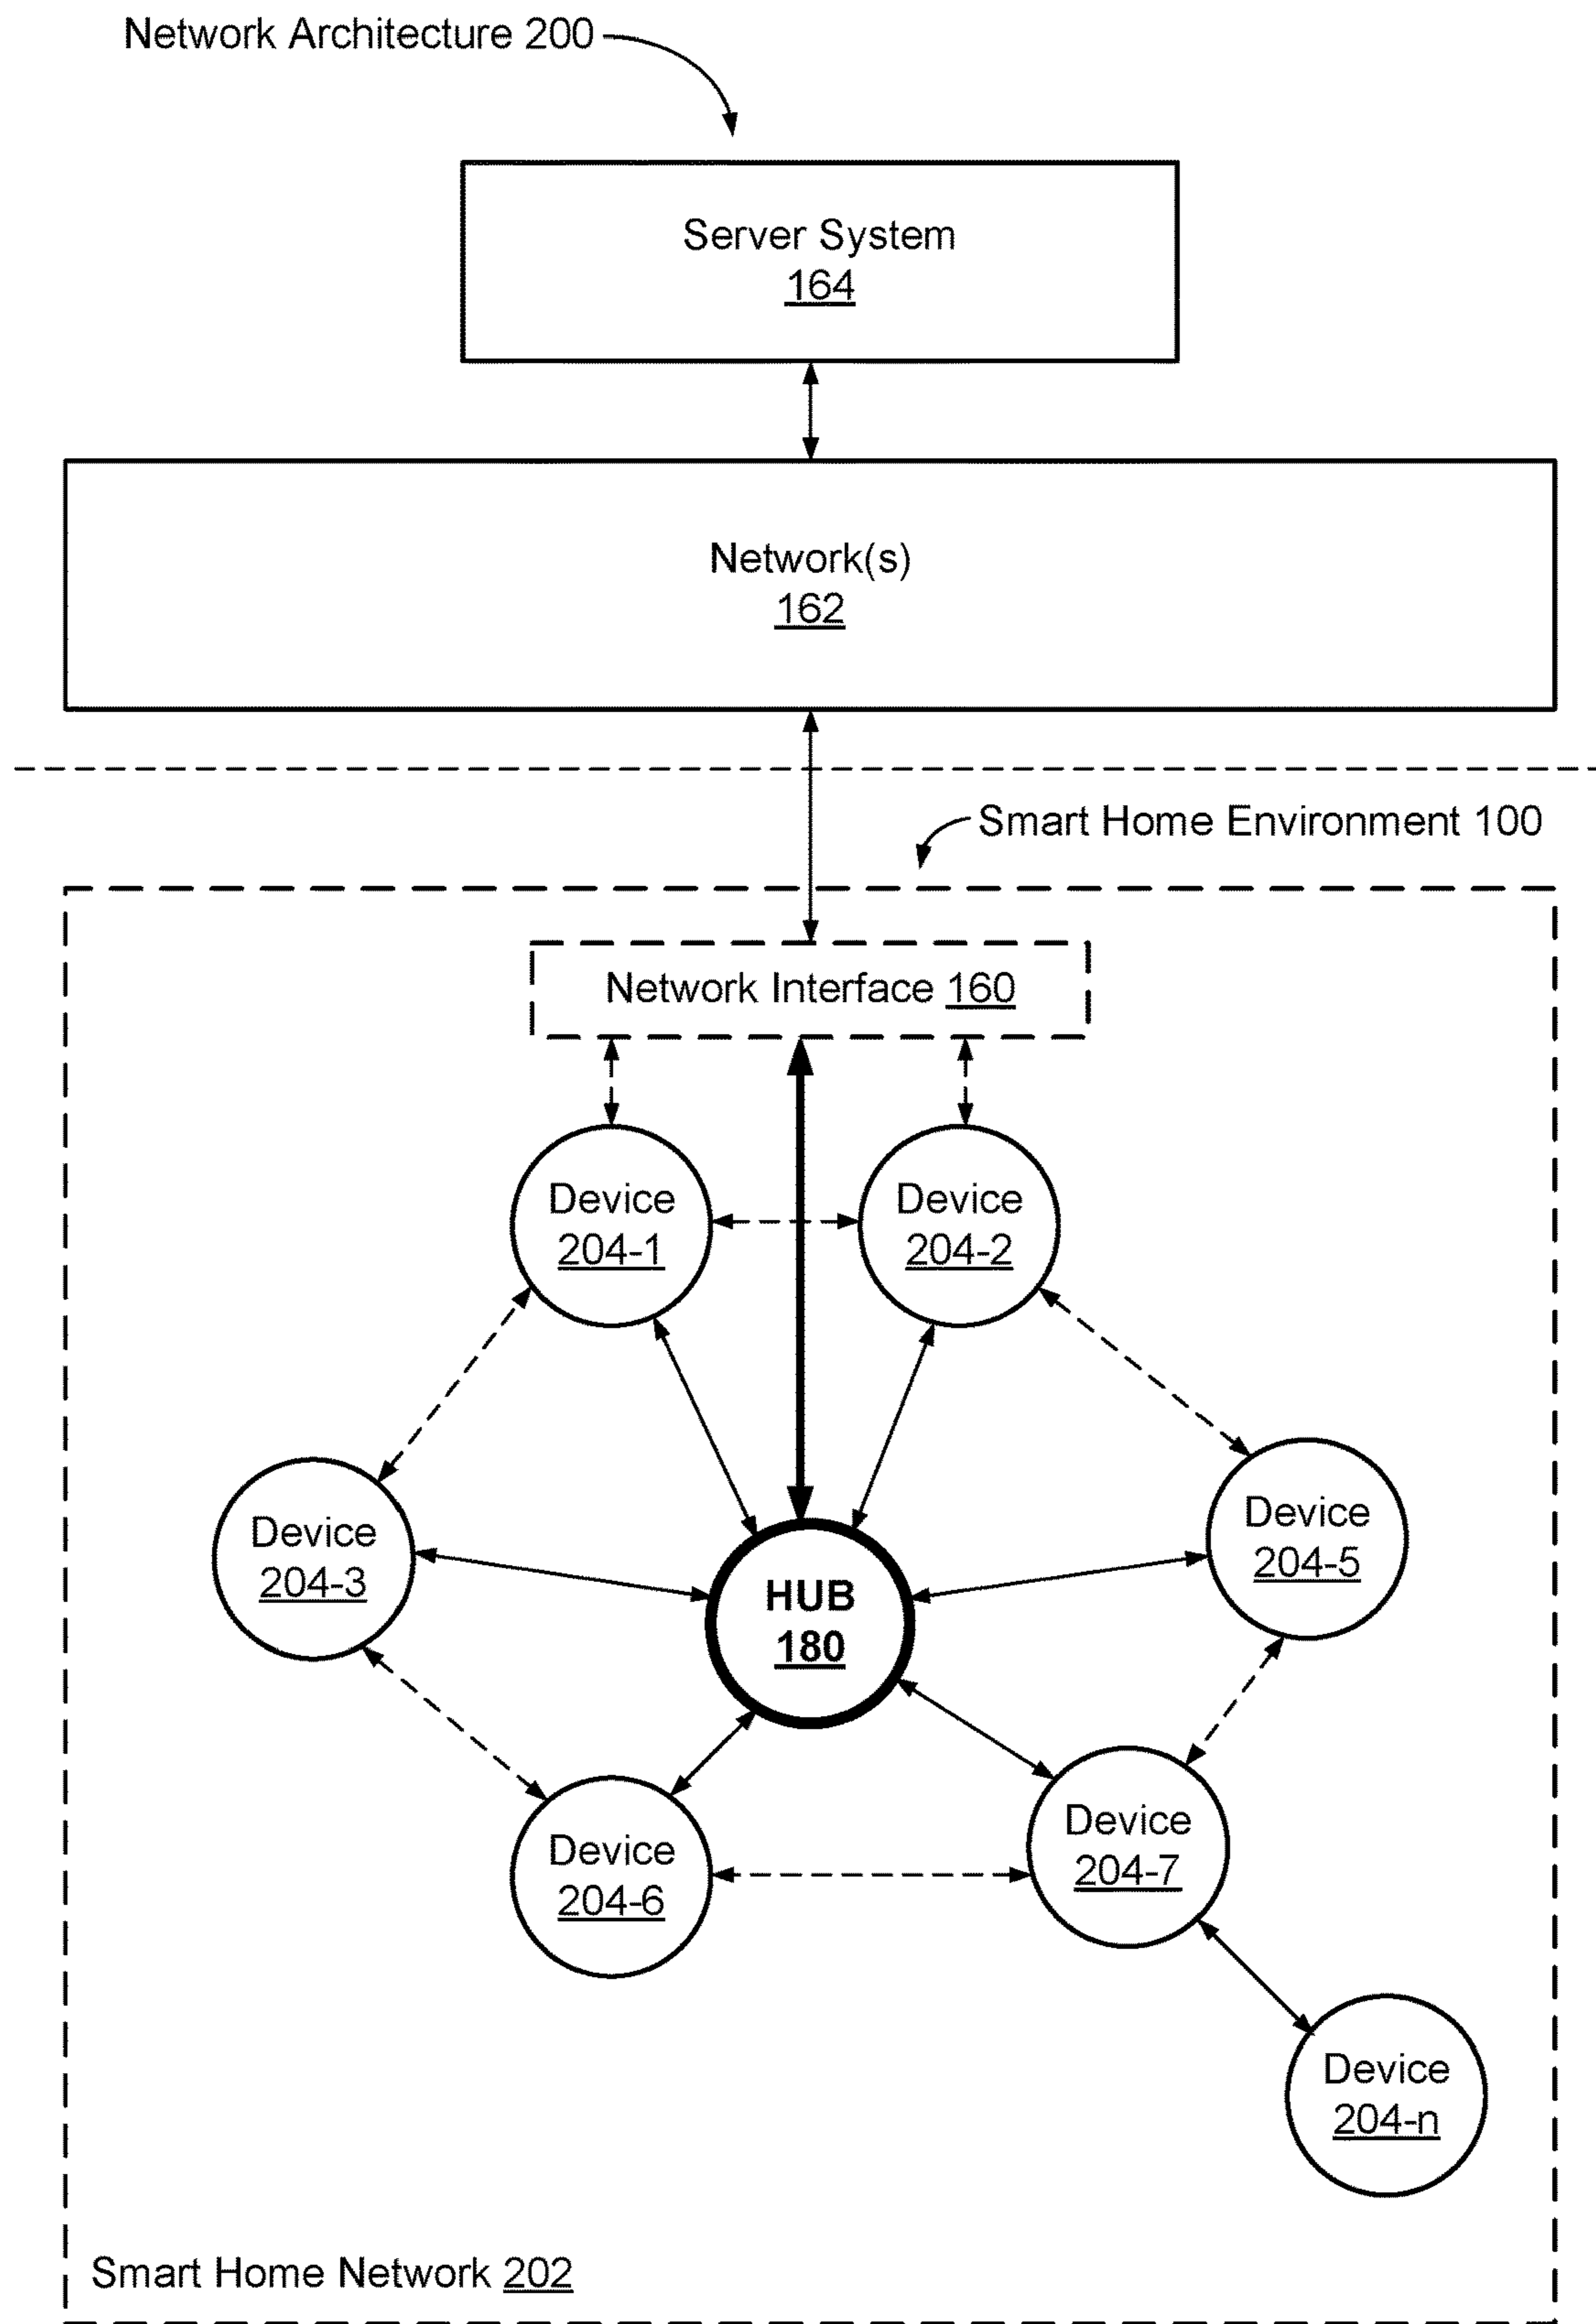 Network Architecture 200
Server System
164
Network(s)
162
Smart Home Environment 100
Network Interface 160
Device
204-1
Device
204-2
Device
204-3
Device
204-5
HUB
180
Device
204-6
Device
204-7
Device
204-n
Smart Home Network 202